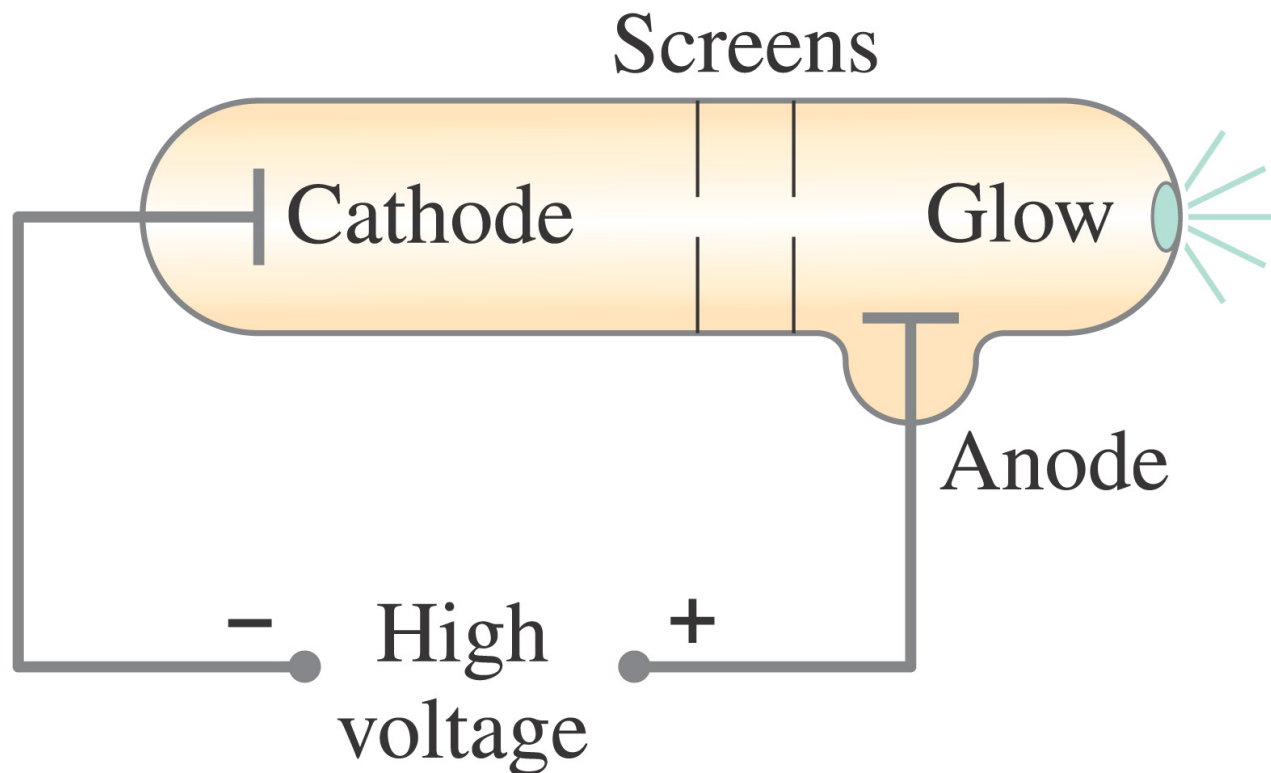 Screens
Cathode
Glow
Anode
− High +
voltage